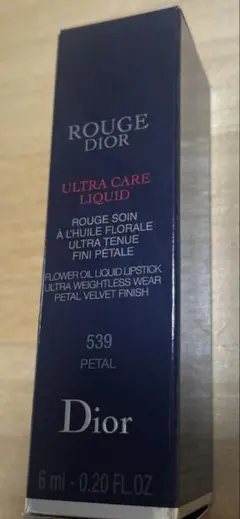 ROUGE
DIOR
ULTRA CARE
LIQUID
ROUGE SOIN
À L'HUILE FLORALE
ULTRA TENUE
FINI PÉTALE
FLOWER OIL LIQUID LIPSTICK
ULTRA WEIGHTLESS WEAR
PETAL VELVET FINISH
539
PETAL
Dior
6 ml - 0.20 FL.OZ